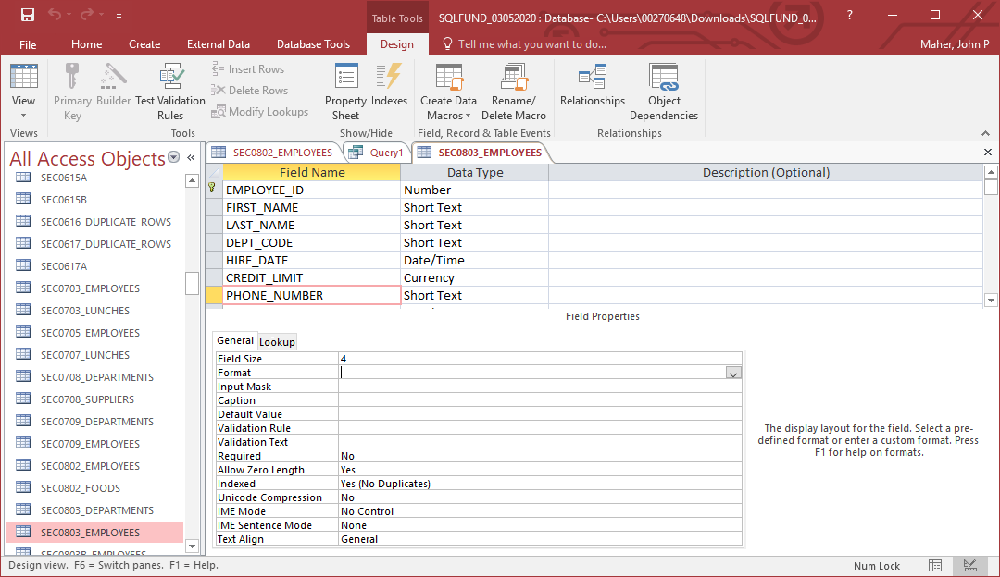 Table Tools
SQLFUND_03052020 : Database- C:\Users\00270648\Downloads\SQLFUND_0...
?
File
Home
Create
External Data
Database Tools
Design
Tell me what you want to do...
Maher, John P
View
Primary Key
Builder
Test Validation Rules
Insert Rows
Delete Rows
Modify Lookups
Property Sheet
Indexes
Create Data Macros
Rename/ Delete Macro
Relationships
Object Dependencies
Views
Tools
Show/Hide
Field, Record & Table Events
Relationships
All Access Objects
SEC0615A
SEC0615B
SEC0616_DUPLICATE_ROWS
SEC0617_DUPLICATE_ROWS
SEC0617A
SEC0703_EMPLOYEES
SEC0703_LUNCHES
SEC0705_EMPLOYEES
SEC0707_LUNCHES
SEC0708_DEPARTMENTS
SEC0708_SUPPLIERS
SEC0709_DEPARTMENTS
SEC0709_EMPLOYEES
SEC0802_EMPLOYEES
SEC0802_FOODS
SEC0803_DEPARTMENTS
SEC0803_EMPLOYEES
SEC0803B_EMPLOYEES
SEC0802_EMPLOYEES
Query1
SEC0803_EMPLOYEES
Field Name Data Type Description (Optional)
EMPLOYEE_ID Number
FIRST_NAME Short Text
LAST_NAME Short Text
DEPT_CODE Short Text
HIRE_DATE Date/Time
CREDIT_LIMIT Currency
PHONE_NUMBER Short Text
Field Properties
General Lookup
Field Size 4
Format
Input Mask
Caption
Default Value
Validation Rule
Validation Text
Required No
Allow Zero Length Yes
Indexed Yes (No Duplicates)
Unicode Compression No
IME Mode No Control
IME Sentence Mode None
Text Align General
The display layout for the field. Select a pre-
defined format or enter a custom format. Press
F1 for help on formats.
Design view. F6 = Switch panes. F1 = Help.
Num Lock